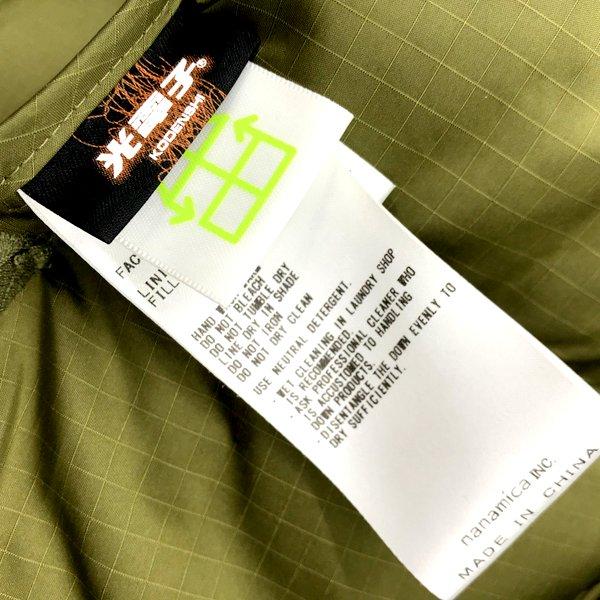 光電子®
KODENSHI
FAC
LINI
FILL
HAND W
DO NOT BLEACH
DO NOT TUMBLE DRY
LINE DRY IN SHADE
DO NOT IRON
DO NOT DRY CLEAN
USE NEUTRAL DETERGENT.
・WET CLEANING IN LAUNDRY SHOP
IS RECOMMENDED.
・ASK PROFESSIONAL CLEANER WHO
IS ACCUSTOMED TO HANDLING
DOWN PRODUCTS.
・DISENTANGLE THE DOWN EVENLY TO
DRY SUFFICIENTLY.
nanamica INC.
MADE IN CHINA